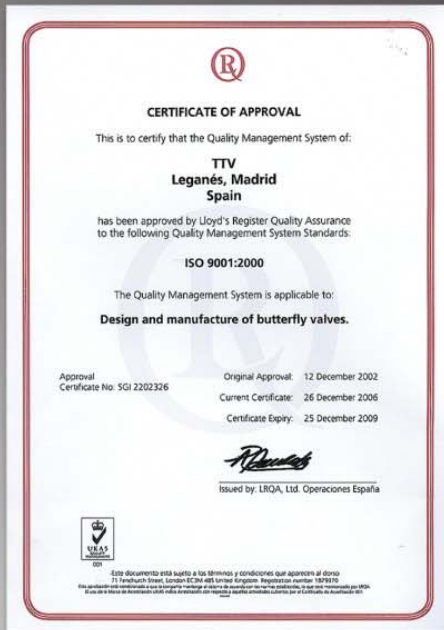 CERTIFICATE OF APPROVAL
This is to certify that the Quality Management System of:
TTV
Leganés, Madrid
Spain
has been approved by Lloyd's Register Quality Assurance
to the following Quality Management System Standards:
ISO 9001:2000
The Quality Management System is applicable to:
Design and manufacture of butterfly valves.
Approval
Certificate No: SGI 2202326
Original Approval: 12 December 2002
Current Certificate: 26 December 2006
Certificate Expiry: 25 December 2009
Issued by: LRQA, Ltd. Operaciones España
UKAS
QUALITY
MANAGEMENT
001
Este documento está sujeto a los términos y condiciones que aparecen al dorso
71 Fenchurch Street, London EC3M 4BS United Kingdom. Registration number 1879370